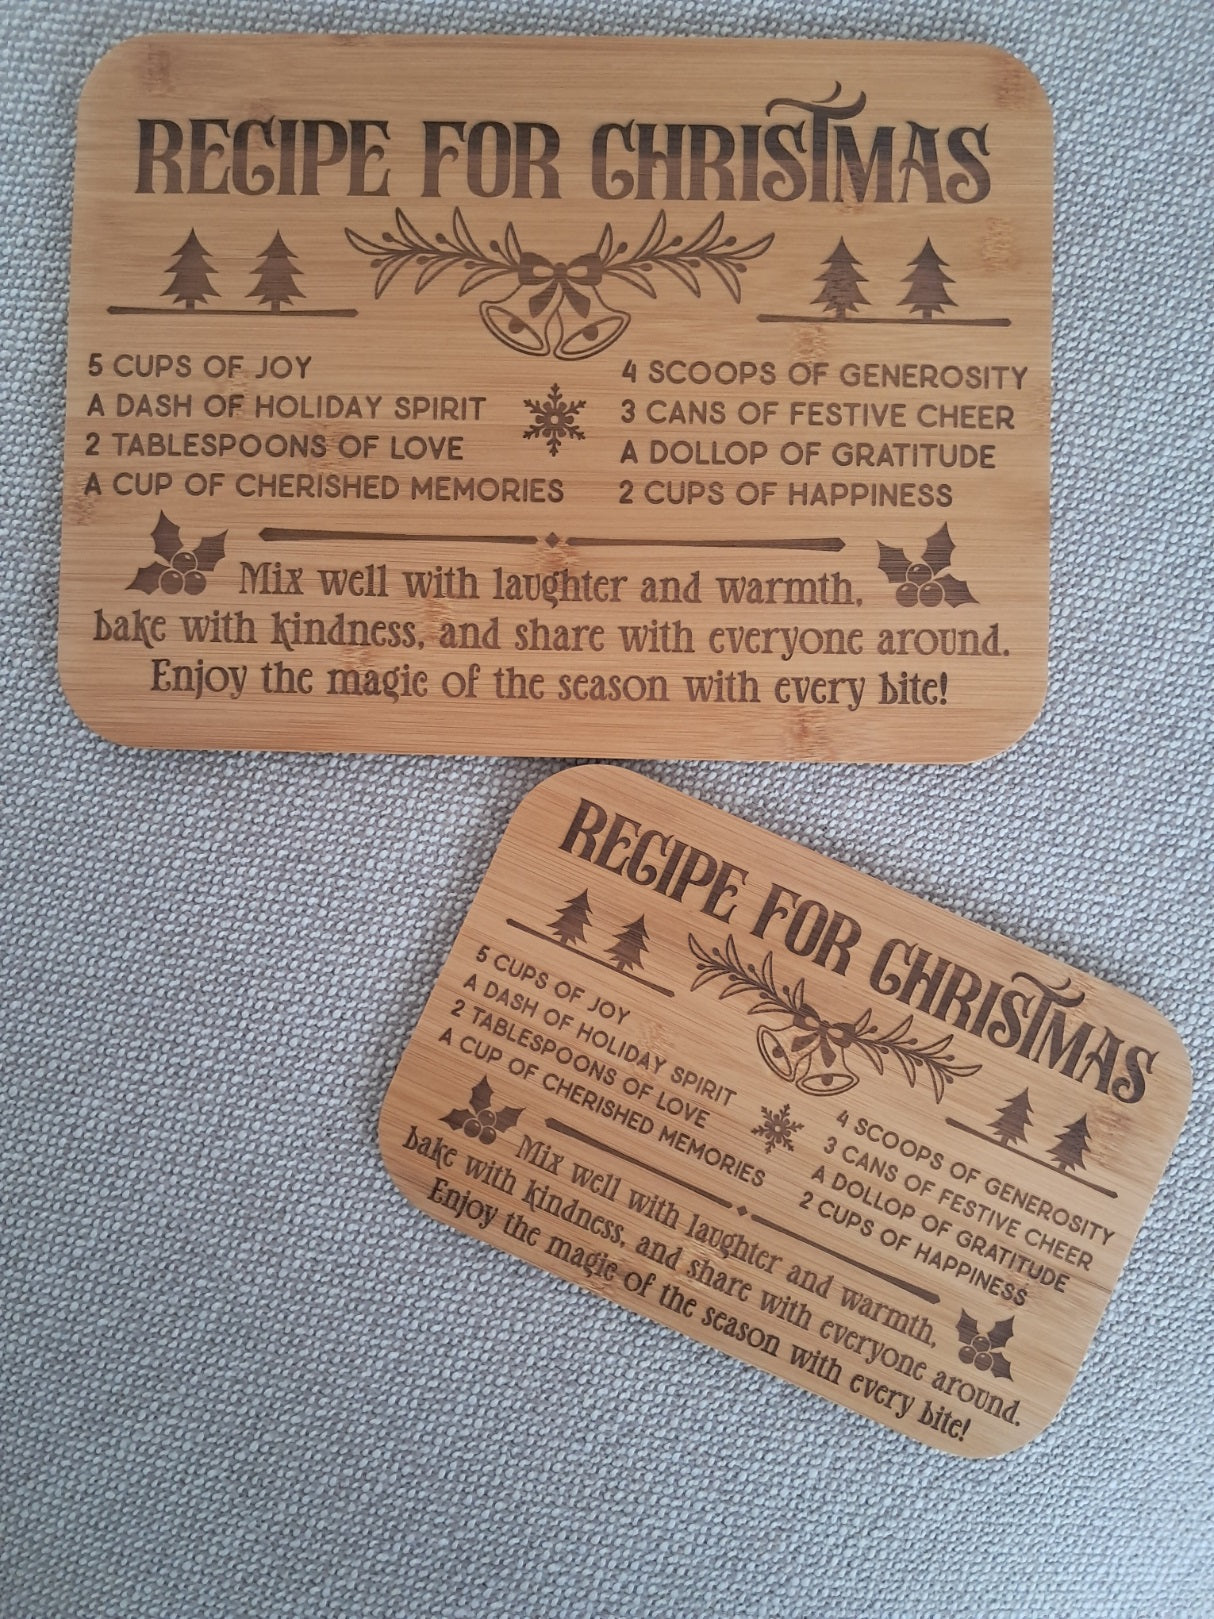 RECIPE FOR CHRISTMAS
5 CUPS OF JOY
A DASH OF HOLIDAY SPIRIT
2 TABLESPOONS OF LOVE
A CUP OF CHERISHED MEMORIES
4 SCOOPS OF GENEROSITY
3 CANS OF FESTIVE CHEER
A DOLLOP OF GRATITUDE
2 CUPS OF HAPPINESS
Mix well with laughter and warmth,
bake with kindness, and share with everyone around.
Enjoy the magic of the season with every bite!
RECIPE FOR CHRISTMAS
5 CUPS OF JOY
A DASH OF HOLIDAY SPIRIT
2 TABLESPOONS OF LOVE
A CUP OF CHERISHED MEMORIES
4 SCOOPS OF GENEROSITY
3 CANS OF FESTIVE CHEER
A DOLLOP OF GRATITUDE
2 CUPS OF HAPPINESS
Mix well with laughter and warmth,
bake with kindness, and share with everyone around.
Enjoy the magic of the season with every bite!